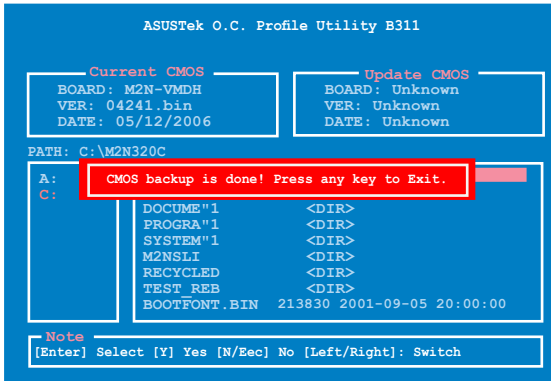 ASUSTek O.C. Profile Utility B311
Current CMOS
BOARD: M2N-VMDH
VER: 04241.bin
DATE: 05/12/2006
Update CMOS
BOARD: Unknown
VER: Unknown
DATE: Unknown
PATH: C:\M2N320C
A:
C:
CMOS backup is done! Press any key to Exit.
DOCUME"1 <DIR>
PROGRA"1 <DIR>
SYSTEM"1 <DIR>
M2NSLI <DIR>
RECYCLED <DIR>
TEST_REB <DIR>
BOOTFONT.BIN 213830 2001-09-05 20:00:00
Note
[Enter] Select [Y] Yes [N/Eec] No [Left/Right]: Switch